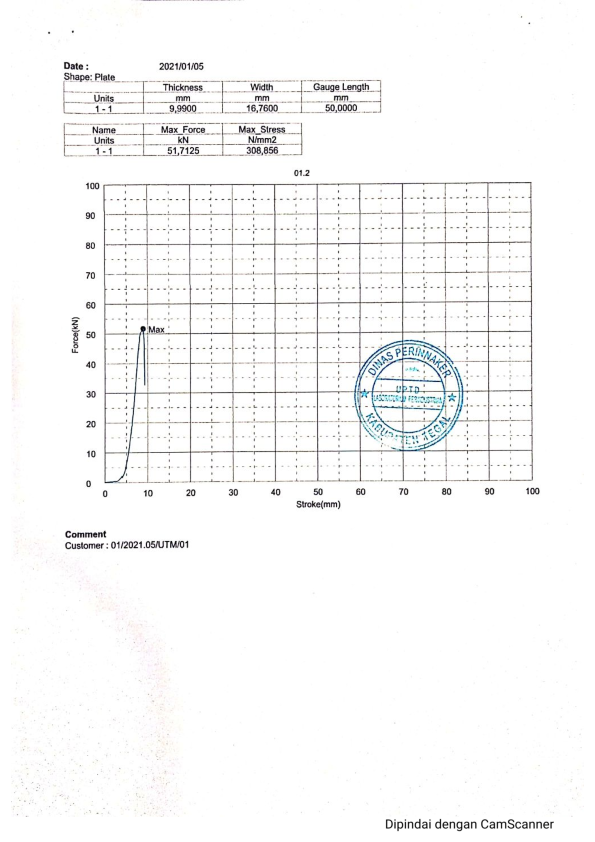 Date : 2021/01/05
Shape: Plate
Thickness Width Gauge Length
Units mm mm mm
1 - 1 9,9900 16,7600 50,0000
Name Max_Force Max_Stress
Units kN N/mm2
1 - 1 51,7125 308,856
01.2
100
90
80
70
60
50
40
30
20
10
0
Force(kN)
Max
0 10 20 30 40 50 60 70 80 90 100
Stroke(mm)
DINAS PERINNAKER
UPTD
LABORATORIUM PERINDUSTRIAN
KABUPATEN TEGAL
Comment
Customer : 01/2021.05/UTM/01
Dipindai dengan CamScanner